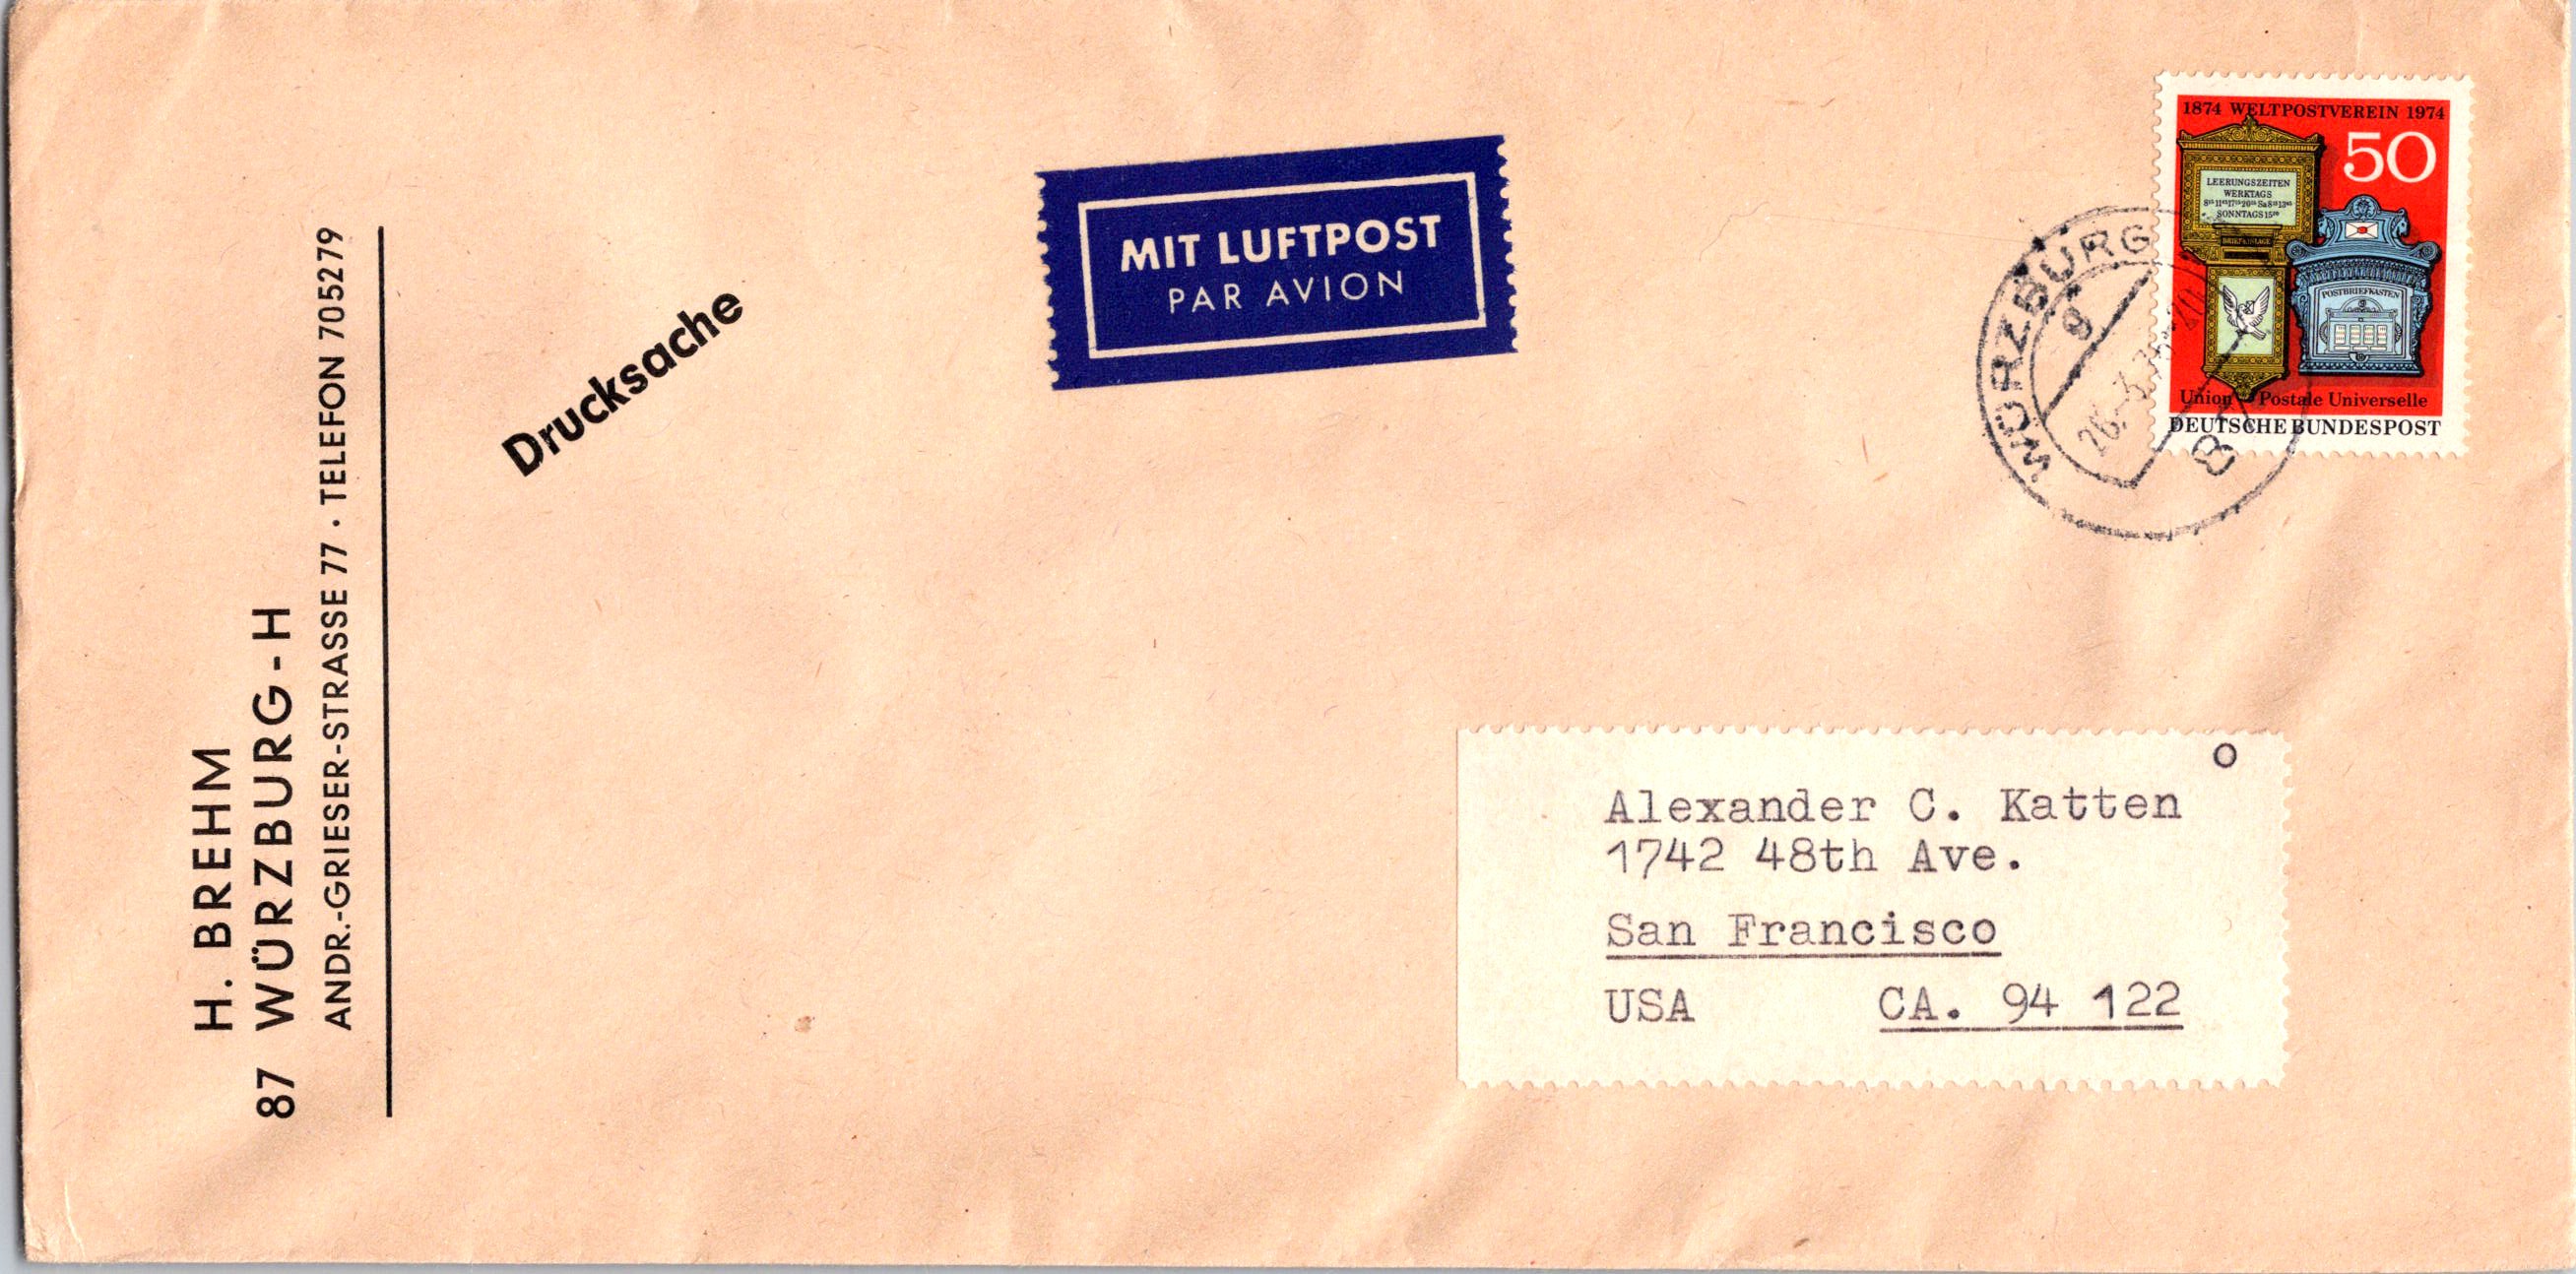 H. BREHM
87 WÜRZBURG-H
ANDR.-GRIESER-STRASSE 77 · TELEFON 705279
Drucksache
MIT LUFTPOST
PAR AVION
1874 WELTPOSTVEREIN 1974
50
LEERUNGSZEITEN
WERKTAGS
SONNTAGS
BRIEFEINLAGE
POSTBRIEFKASTEN
Union Postale Universelle
DEUTSCHE BUNDESPOST
WÜRZBURG
g
8
o
Alexander C. Katten
1742 48th Ave.
San Francisco
USA CA. 94 122